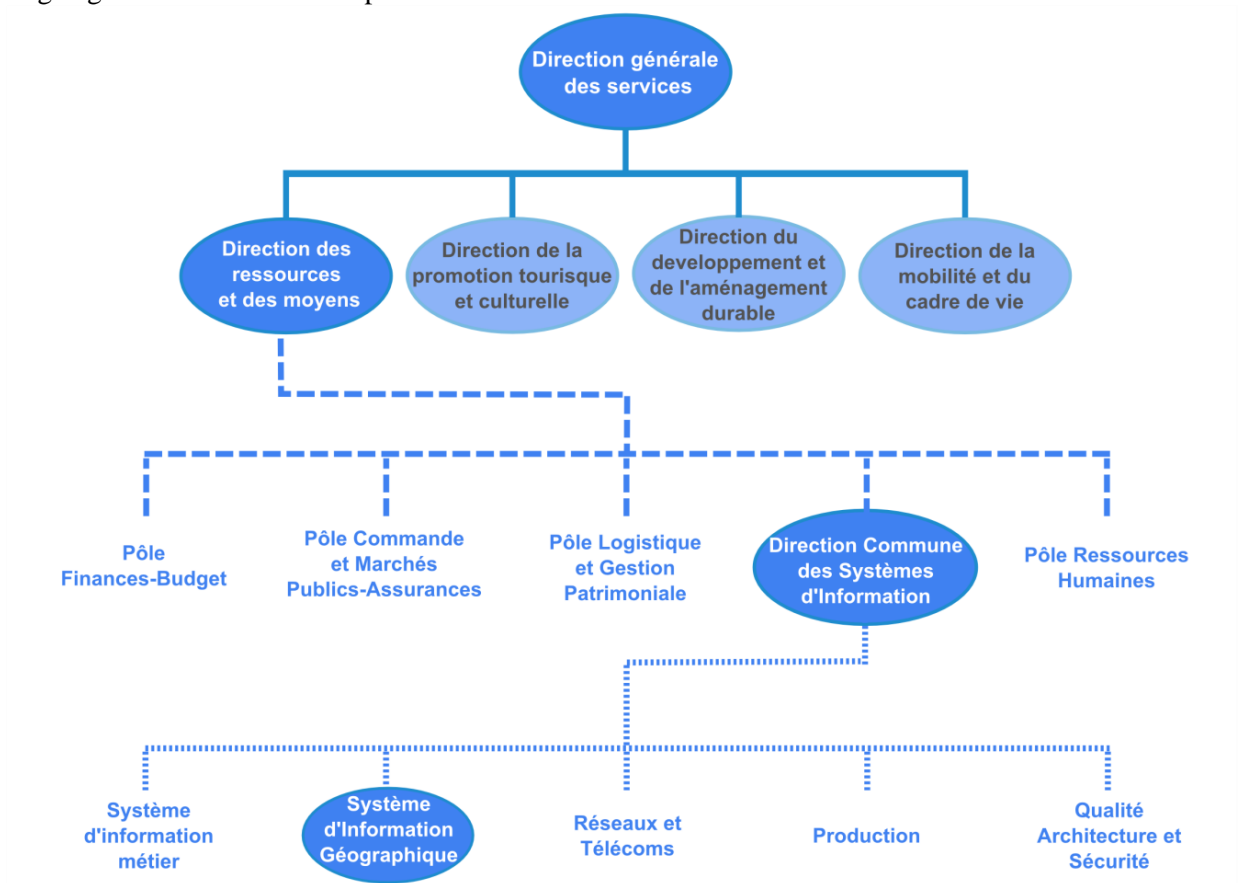 Direction générale
des services
Direction des
ressources
et des moyens
Direction de la
promotion tourisque
et culturelle
Direction du
developpement et
de l'aménagement
durable
Direction de la
mobilité et du
cadre de vie
Pôle
Finances-Budget
Pôle Commande
et Marchés
Publics-Assurances
Pôle Logistique
et Gestion
Patrimoniale
Direction Commune
des Systèmes
d'Information
Pôle Ressources
Humaines
Système
d'information
métier
Système
d'Information
Géographique
Réseaux et
Télécoms
Production
Qualité
Architecture et
Sécurité